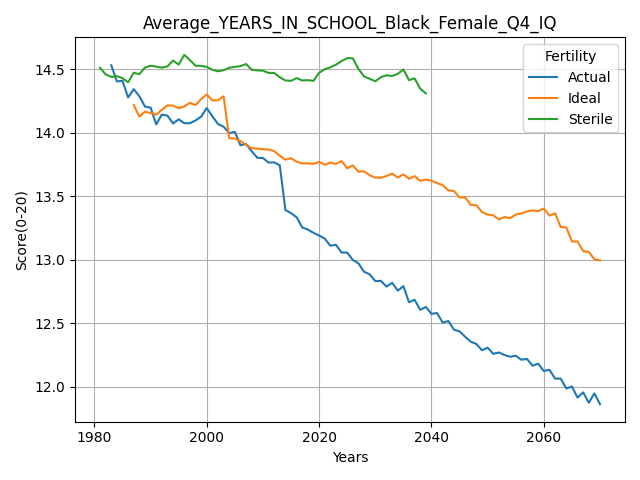 Average_YEARS_IN_SCHOOL_Black_Female_Q4_IQ
Score(0-20)
14.5
14.0
13.5
13.0
12.5
12.0
Fertility
Actual
Ideal
Sterile
1980
2000
2020
2040
2060
Years